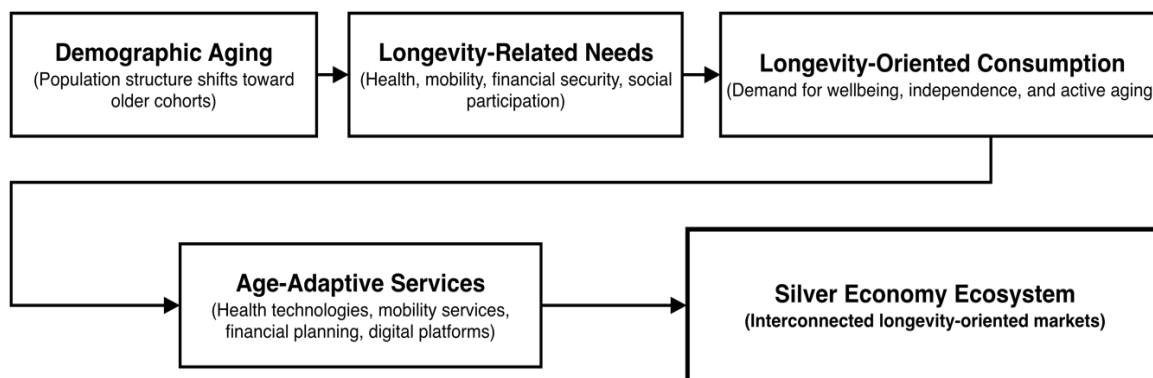 Demographic Aging
(Population structure shifts toward
older cohorts)
Longevity-Related Needs
(Health, mobility, financial security, social
participation)
Longevity-Oriented Consumption
(Demand for wellbeing, independence, and active aging
Age-Adaptive Services
(Health technologies, mobility services,
financial planning, digital platforms)
Silver Economy Ecosystem
(Interconnected longevity-oriented markets)